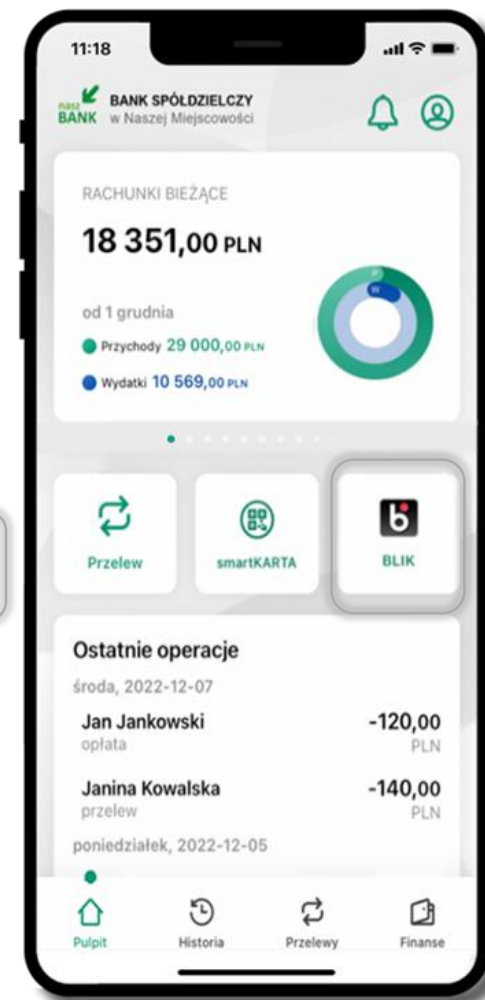 11:18
nasz
BANK
BANK SPÓŁDZIELCZY
w Naszej Miejscowości
RACHUNKI BIEŻĄCE
18 351,00 PLN
od 1 grudnia
Przychody 29 000,00 PLN
Wydatki 10 569,00 PLN
P
W
Przelew
smartKARTA
BLIK
Ostatnie operacje
środa, 2022-12-07
Jan Jankowski -120,00
opłata PLN
Janina Kowalska -140,00
przelew PLN
poniedziałek, 2022-12-05
Pulpit Historia Przelewy Finanse